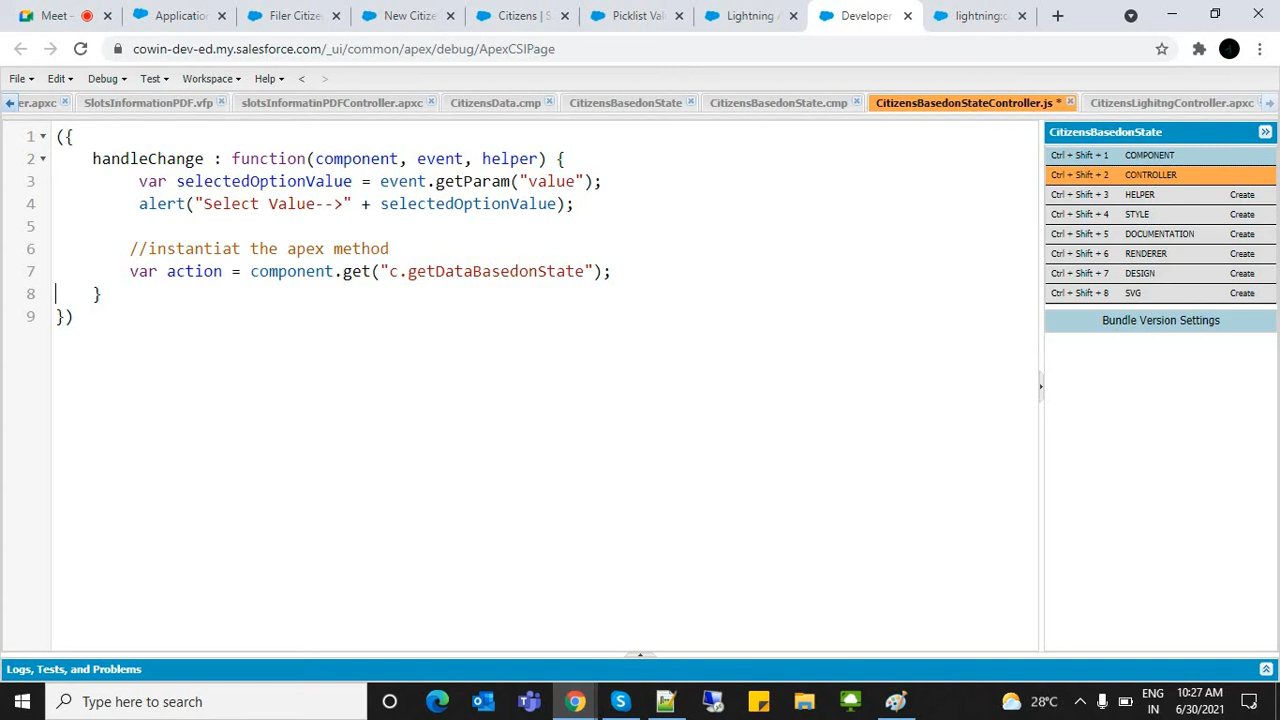 Meet -
Application
Filer Citize
New Citize
Citizens | S
Picklist Val
Lightning A
Developer
lightning:c
cowin-dev-ed.my.salesforce.com/_ui/common/apex/debug/ApexCSIPage
File Edit Debug Test Workspace Help < >
er.apxc SlotsInformationPDF.vfp slotsInformatinPDFController.apxc CitizensData.cmp CitizensBasedonState CitizensBasedonState.cmp CitizensBasedonStateController.js * CitizensLighitngController.apxc
1 ({
2 handleChange : function(component, event, helper) {
3 var selectedOptionValue = event.getParam("value");
4 alert("Select Value-->" + selectedOptionValue);
5
6 //instantiat the apex method
7 var action = component.get("c.getDataBasedonState");
8 }
9 })
CitizensBasedonState
Ctrl + Shift + 1 COMPONENT
Ctrl + Shift + 2 CONTROLLER
Ctrl + Shift + 3 HELPER Create
Ctrl + Shift + 4 STYLE Create
Ctrl + Shift + 5 DOCUMENTATION Create
Ctrl + Shift + 6 RENDERER Create
Ctrl + Shift + 7 DESIGN Create
Ctrl + Shift + 8 SVG Create
Bundle Version Settings
Logs, Tests, and Problems
Type here to search
28°C
ENG
IN
10:27 AM
6/30/2021